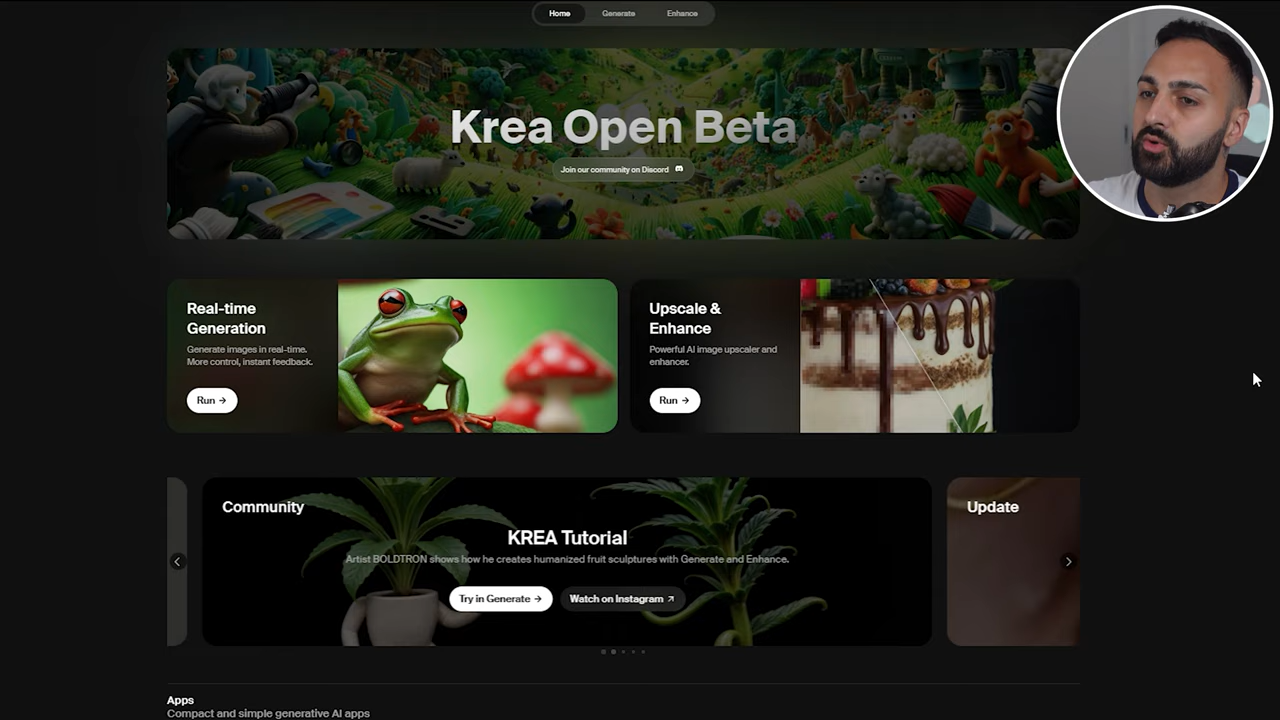 Home
Generate
Enhance
Krea Open Beta
Join our community on Discord
Real-time
Generation
Generate images in real-time.
More control, instant feedback.
Run →
Upscale &
Enhance
Powerful AI image upscaler and
enhancer.
Run →
Community
KREA Tutorial
Artist BOLDTRON shows how he creates humanized fruit sculptures with Generate and Enhance.
Try in Generate →
Watch on Instagram ↗
Update
Apps
Compact and simple generative AI apps